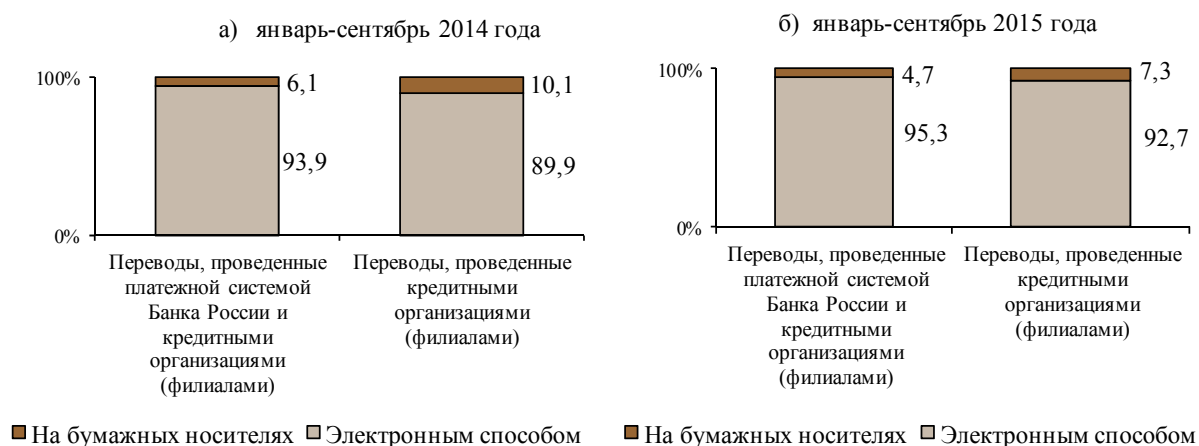 а) январь-сентябрь 2014 года
100%
6,1
10,1
93,9
89,9
0%
Переводы, проведенные
платежной системой
Банка России и
кредитными
организациями
(филиалами)
Переводы, проведенные
кредитными
организациями
(филиалами)
На бумажных носителях Электронным способом
б) январь-сентябрь 2015 года
100%
4,7
7,3
95,3
92,7
0%
Переводы, проведенные
платежной системой
Банка России и
кредитными
организациями
(филиалами)
Переводы, проведенные
кредитными
организациями
(филиалами)
На бумажных носителях Электронным способом